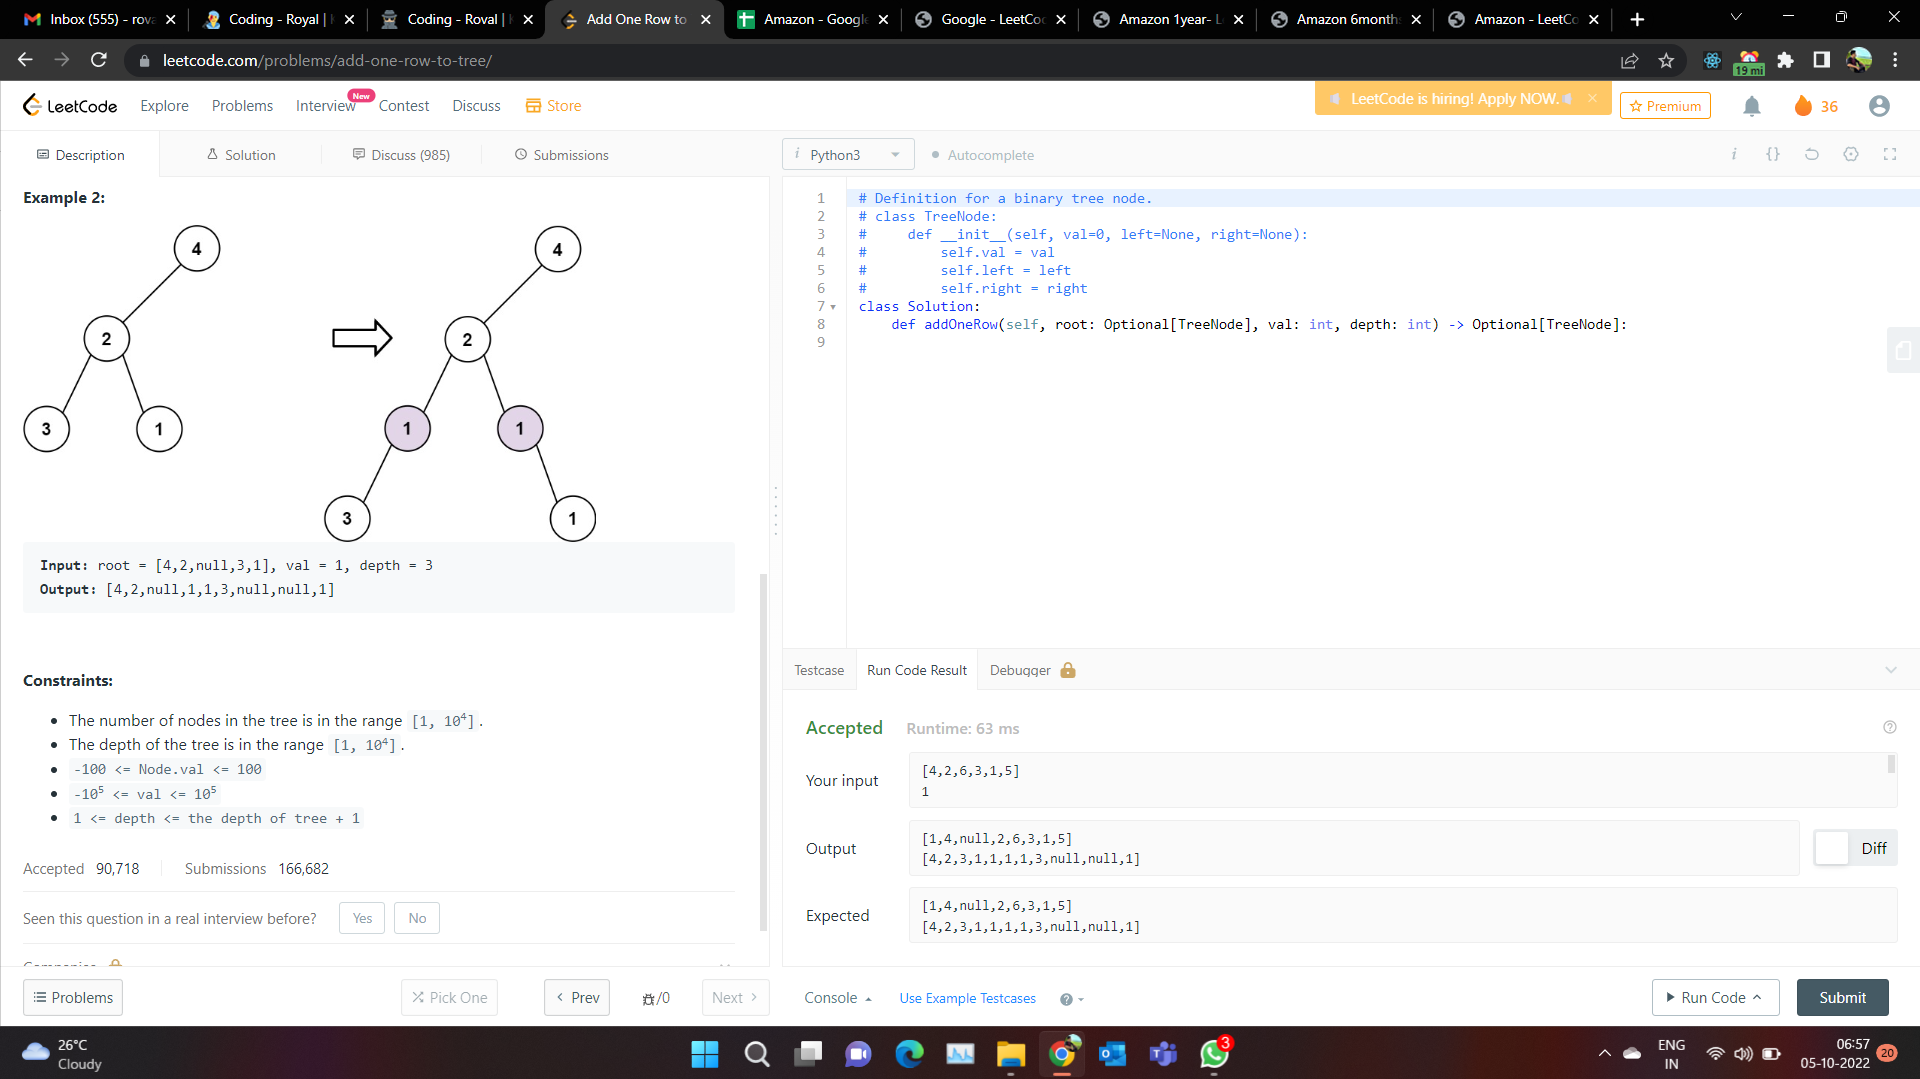 Inbox (555) - rova
Coding - Royal |
Coding - Roval |
Add One Row to
Amazon - Google
Google - LeetCo
Amazon 1year- L
Amazon 6month
Amazon - LeetCo
leetcode.com/problems/add-one-row-to-tree/
19 mi
LeetCode
Explore
Problems
Interview
New
Contest
Discuss
Store
LeetCode is hiring! Apply NOW.
Premium
36
Description
Solution
Discuss (985)
Submissions
i Python3
Autocomplete
Example 2:
4
2
3
1
4
2
1
1
3
1
Input: root = [4,2,null,3,1], val = 1, depth = 3
Output: [4,2,null,1,1,3,null,null,1]
Constraints:
The number of nodes in the tree is in the range [1, 10⁴].
The depth of the tree is in the range [1, 10⁴].
-100 <= Node.val <= 100
-10⁵ <= val <= 10⁵
1 <= depth <= the depth of tree + 1
Accepted 90,718 Submissions 166,682
Seen this question in a real interview before? Yes No
Problems
Pick One
Prev
/0
Next
1 # Definition for a binary tree node.
2 # class TreeNode:
3 #     def __init__(self, val=0, left=None, right=None):
4 #         self.val = val
5 #         self.left = left
6 #         self.right = right
7 class Solution:
8     def addOneRow(self, root: Optional[TreeNode], val: int, depth: int) -> Optional[TreeNode]:
9
Testcase
Run Code Result
Debugger
Accepted Runtime: 63 ms
Your input
[4,2,6,3,1,5]
1
Output
[1,4,null,2,6,3,1,5]
[4,2,3,1,1,1,1,3,null,null,1]
Diff
Expected
[1,4,null,2,6,3,1,5]
[4,2,3,1,1,1,1,3,null,null,1]
Console
Use Example Testcases
Run Code
Submit
26°C
Cloudy
3
ENG
IN
06:57
05-10-2022
20